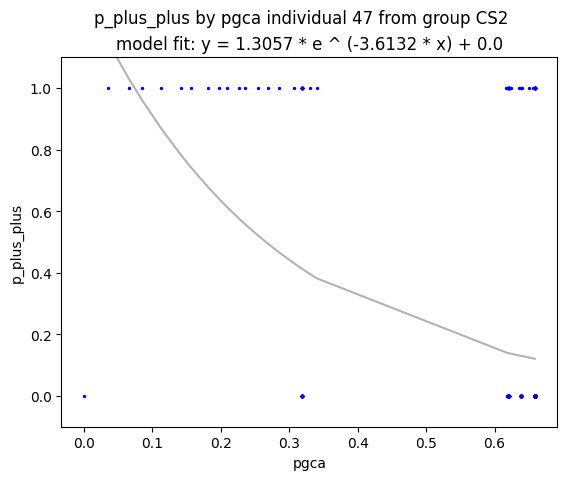 p_plus_plus by pgca individual 47 from group CS2
model fit: y = 1.3057 * e ^ (-3.6132 * x) + 0.0
1.0
0.8
0.6
0.4
0.2
0.0
p_plus_plus
0.0 0.1 0.2 0.3 0.4 0.5 0.6
pgca